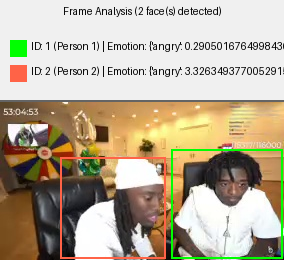 Frame Analysis (2 face(s) detected)
ID: 1 (Person 1) | Emotion: {'angry': 0.29050167649984
ID: 2 (Person 2) | Emotion: {'angry': 3.326349377005291
53:04:53